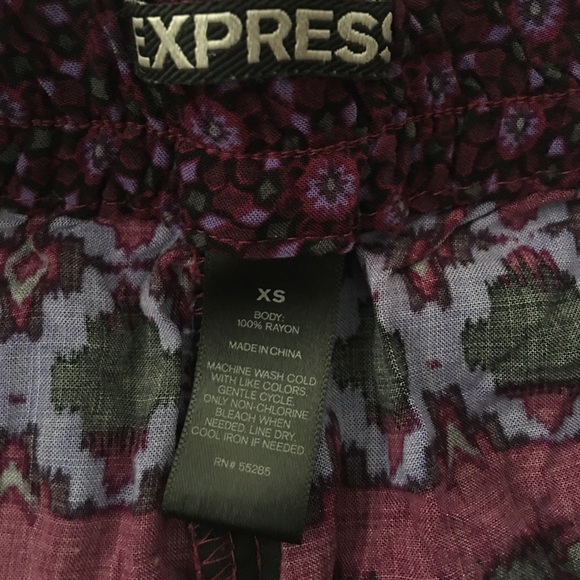 EXPRESS
XS
BODY:
100% RAYON
MADE IN CHINA
MACHINE WASH COLD
WITH LIKE COLORS,
GENTLE CYCLE.
ONLY NON-CHLORINE
BLEACH WHEN
NEEDED. LINE DRY.
COOL IRON IF NEEDED.
RN# 55285